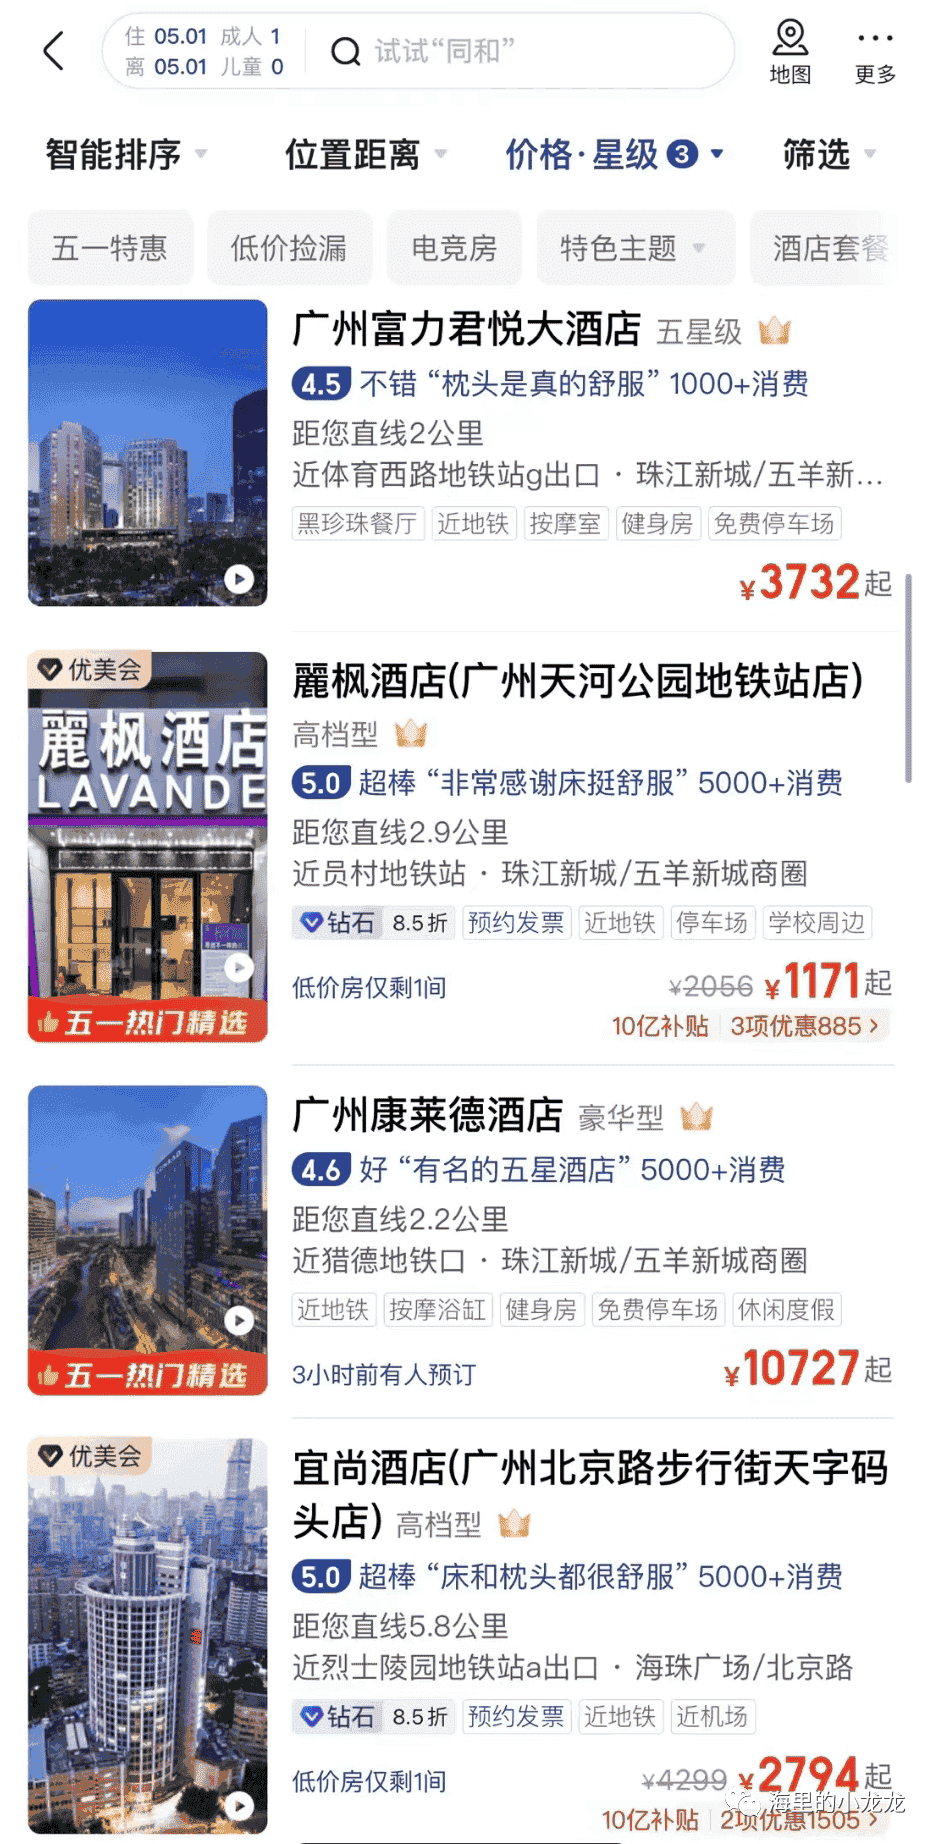 住 05.01 成人 1
离 05.01 儿童 0
试试“同和”
地图
更多
智能排序
位置距离
价格·星级 3
筛选
五一特惠
低价捡漏
电竞房
特色主题
酒店套餐
广州富力君悦大酒店 五星级
4.5 不错 “枕头是真的舒服” 1000+消费
距您直线2公里
近体育西路地铁站g出口 · 珠江新城/五羊新...
黑珍珠餐厅 近地铁 按摩室 健身房 免费停车场
¥3732起
优美会
麗枫酒店
LAVANDE
五一热门精选
麗枫酒店(广州天河公园地铁站店)
高档型
5.0 超棒 “非常感谢床挺舒服” 5000+消费
距您直线2.9公里
近员村地铁站 · 珠江新城/五羊新城商圈
钻石 8.5折 预约发票 近地铁 停车场 学校周边
低价房仅剩1间
¥2056 ¥1171起
10亿补贴 3项优惠885 >
五一热门精选
广州康莱德酒店 豪华型
4.6 好 “有名的五星酒店” 5000+消费
距您直线2.2公里
近猎德地铁口 · 珠江新城/五羊新城商圈
近地铁 按摩浴缸 健身房 免费停车场 休闲度假
3小时前有人预订
¥10727起
优美会
宜尚酒店(广州北京路步行街天字码
头店) 高档型
5.0 超棒 “床和枕头都很舒服” 5000+消费
距您直线5.8公里
近烈士陵园地铁站a出口 · 海珠广场/北京路
钻石 8.5折 预约发票 近地铁 近机场
低价房仅剩1间
¥4299 ¥2794起
10亿补贴 2项优惠1505 >
海里的小龙龙